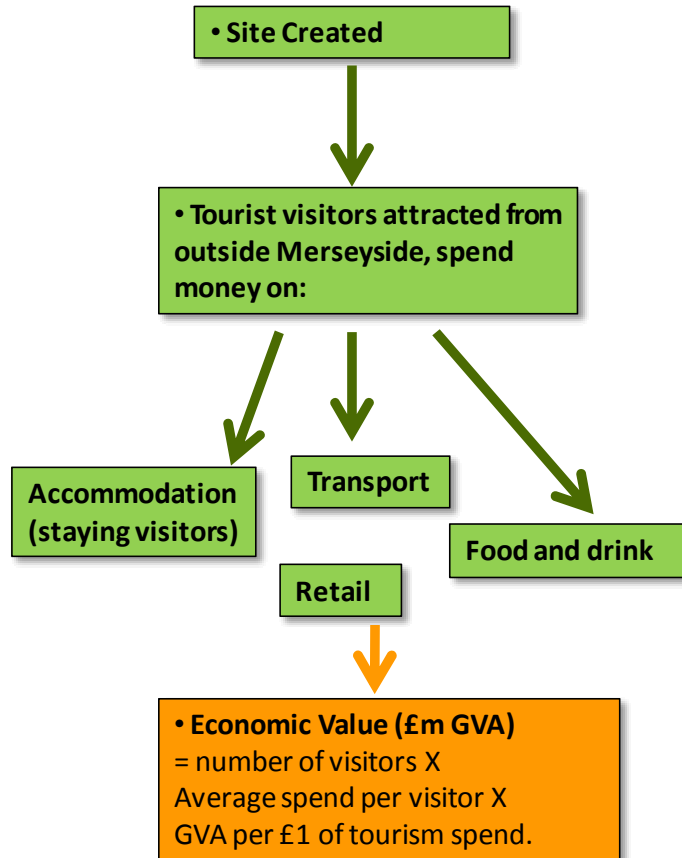 • Site Created
• Tourist visitors attracted from
outside Merseyside, spend
money on:
Accommodation
(staying visitors)
Transport
Food and drink
Retail
• Economic Value (£m GVA)
= number of visitors X
Average spend per visitor X
GVA per £1 of tourism spend.